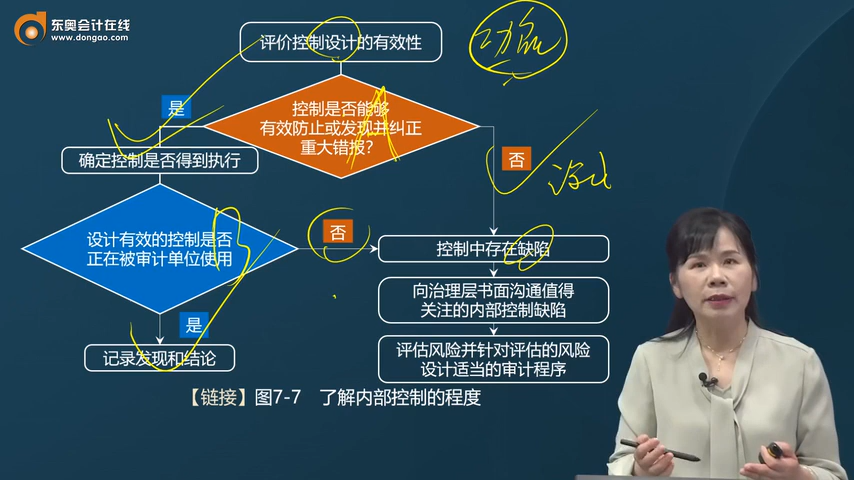 东奥会计在线
www.dongao.com
评价控制设计的有效性
功能
是
控制是否能够
有效防止或发现并纠正
重大错报?
确定控制是否得到执行
否
设计
设计有效的控制是否
正在被审计单位使用
否
控制中存在缺陷
向治理层书面沟通值得
关注的内部控制缺陷
是
记录发现和结论
评估风险并针对评估的风险
设计适当的审计程序
【链接】图7-7 了解内部控制的程度